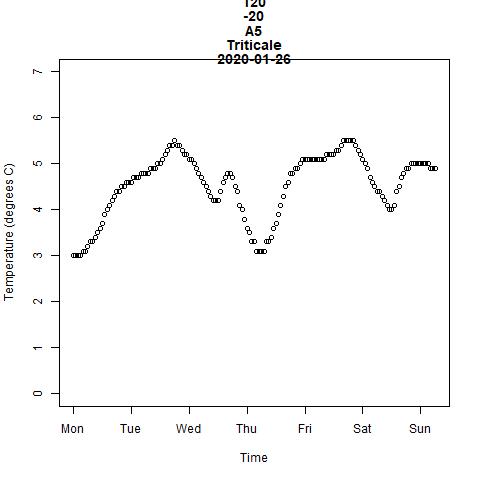 120
-20
A5
Triticale
2020-01-26
Temperature (degrees C)
7
6
5
4
3
2
1
0
Mon Tue Wed Thu Fri Sat Sun
Time